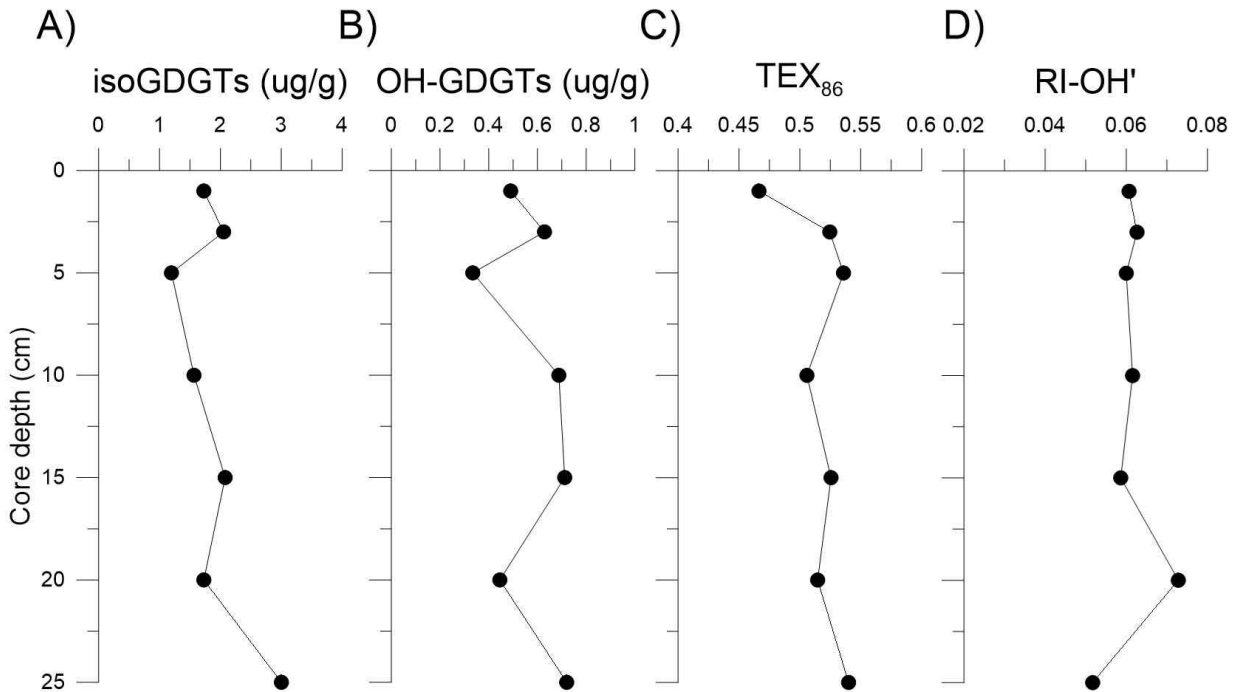 A)
isoGDGTs (ug/g)
0 1 2 3 4
B)
OH-GDGTs (ug/g)
0 0.2 0.4 0.6 0.8 1
C)
TEX₈₆
0.4 0.45 0.5 0.55 0.6
D)
RI-OH'
0.02 0.04 0.06 0.08
Core depth (cm)
0
5
10
15
20
25